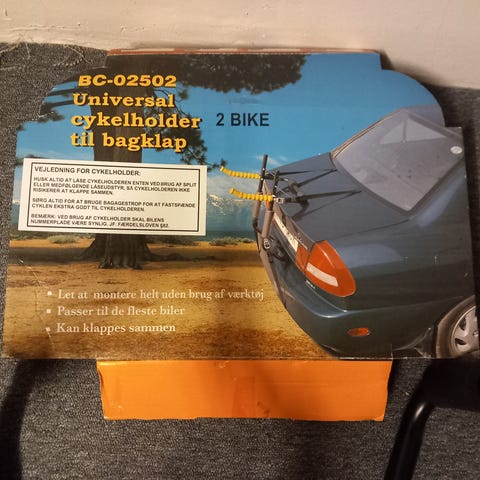 BC-02502
Universal
cykelholder 2 BIKE
til bagklap
VEJLEDNING FOR CYKELHOLDER:
HUSK ALTID AT LÅSE CYKELHOLDEREN ENTEN VED BRUG AF SPLIT
ELLER MEDFØLGENDE LÅSEUDSTYR, SÅ CYKELHOLDEREN IKKE
RISIKERER AT KLAPPE SAMMEN.
SØRG ALTID FOR AT BRUGE BAGAGESTROP FOR AT FASTSPÆNDE
CYKLEN EKSTRA GODT TIL CYKELHOLDEREN.
BEMÆRK: VED BRUG AF CYKELHOLDER SKAL BILENS
NUMMERPLADE VÆRE SYNLIG. JF. FÆRDELSLOVEN §82.
▪ Let at montere helt uden brug af værktøj
▪ Passer til de fleste biler
▪ Kan klappes sammen